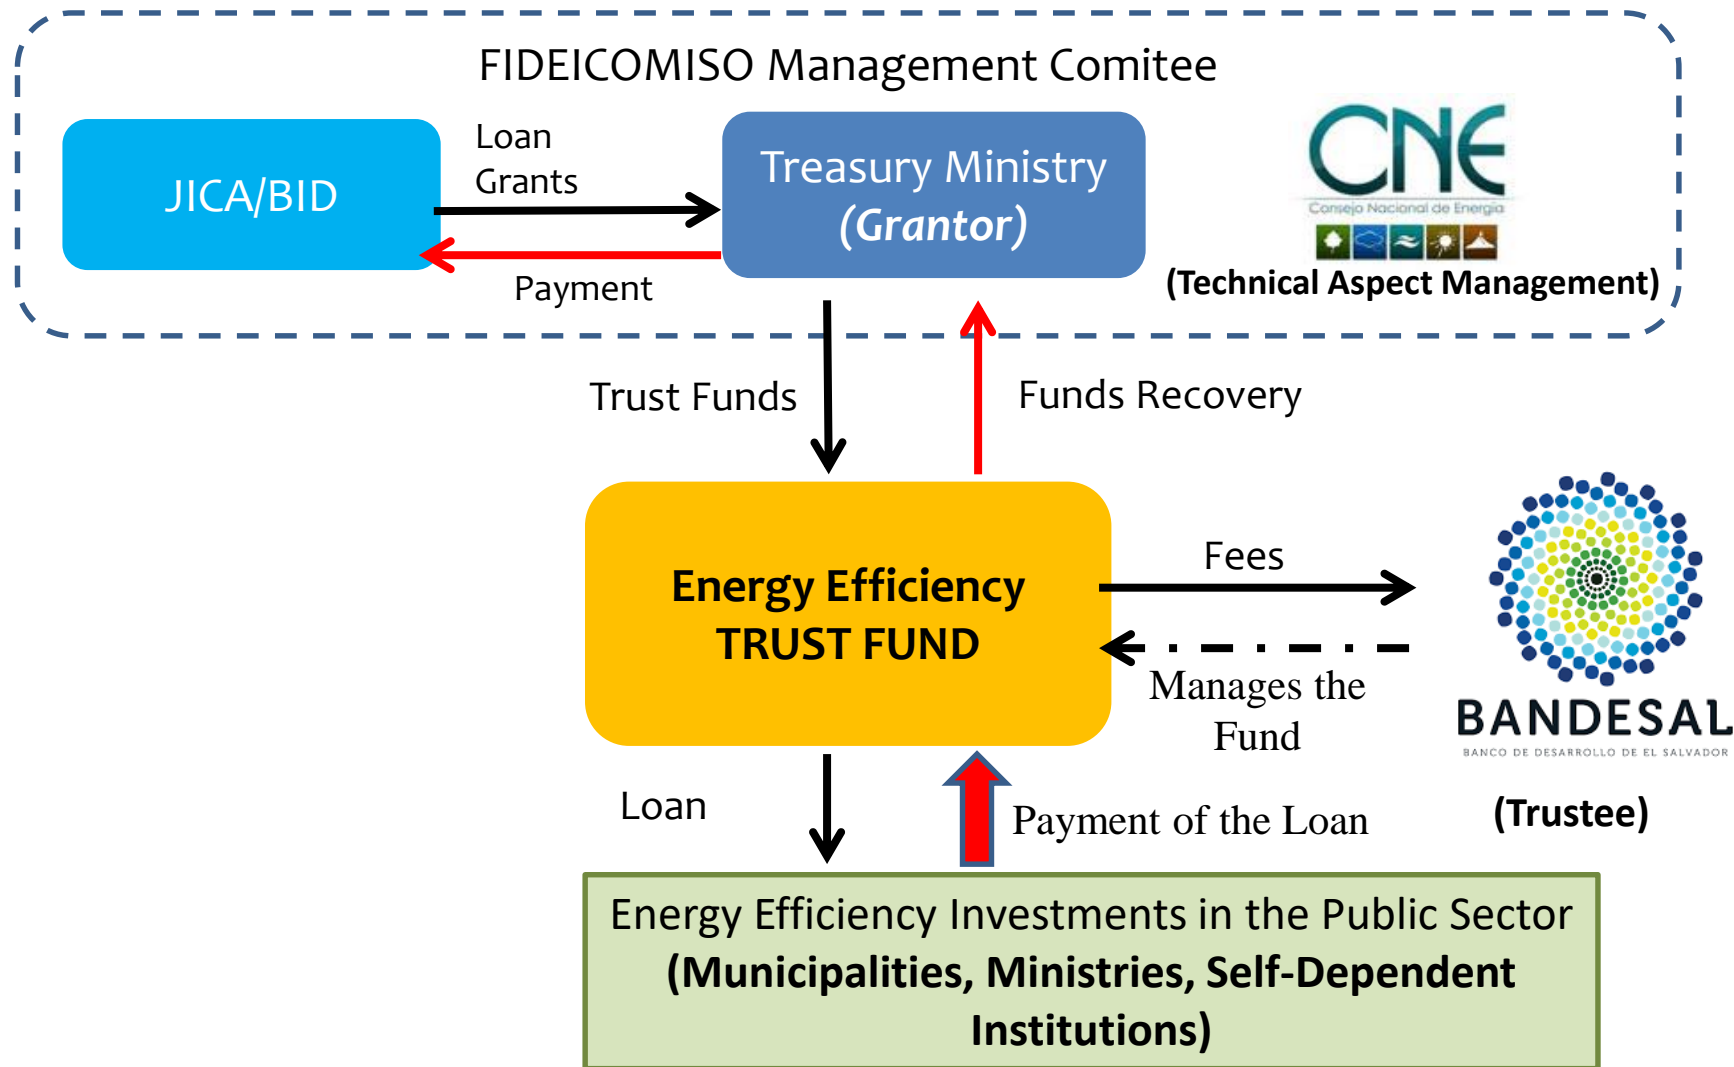 FIDEICOMISO Management Comitee
JICA/BID
Loan
Grants
Payment
Treasury Ministry
(Grantor)
CNE
Consejo Nacional de Energía
(Technical Aspect Management)
Trust Funds
Funds Recovery
Energy Efficiency
TRUST FUND
Fees
Manages the
Fund
BANDESAL
BANCO DE DESARROLLO DE EL SALVADOR
(Trustee)
Loan
Payment of the Loan
Energy Efficiency Investments in the Public Sector
(Municipalities, Ministries, Self-Dependent
Institutions)